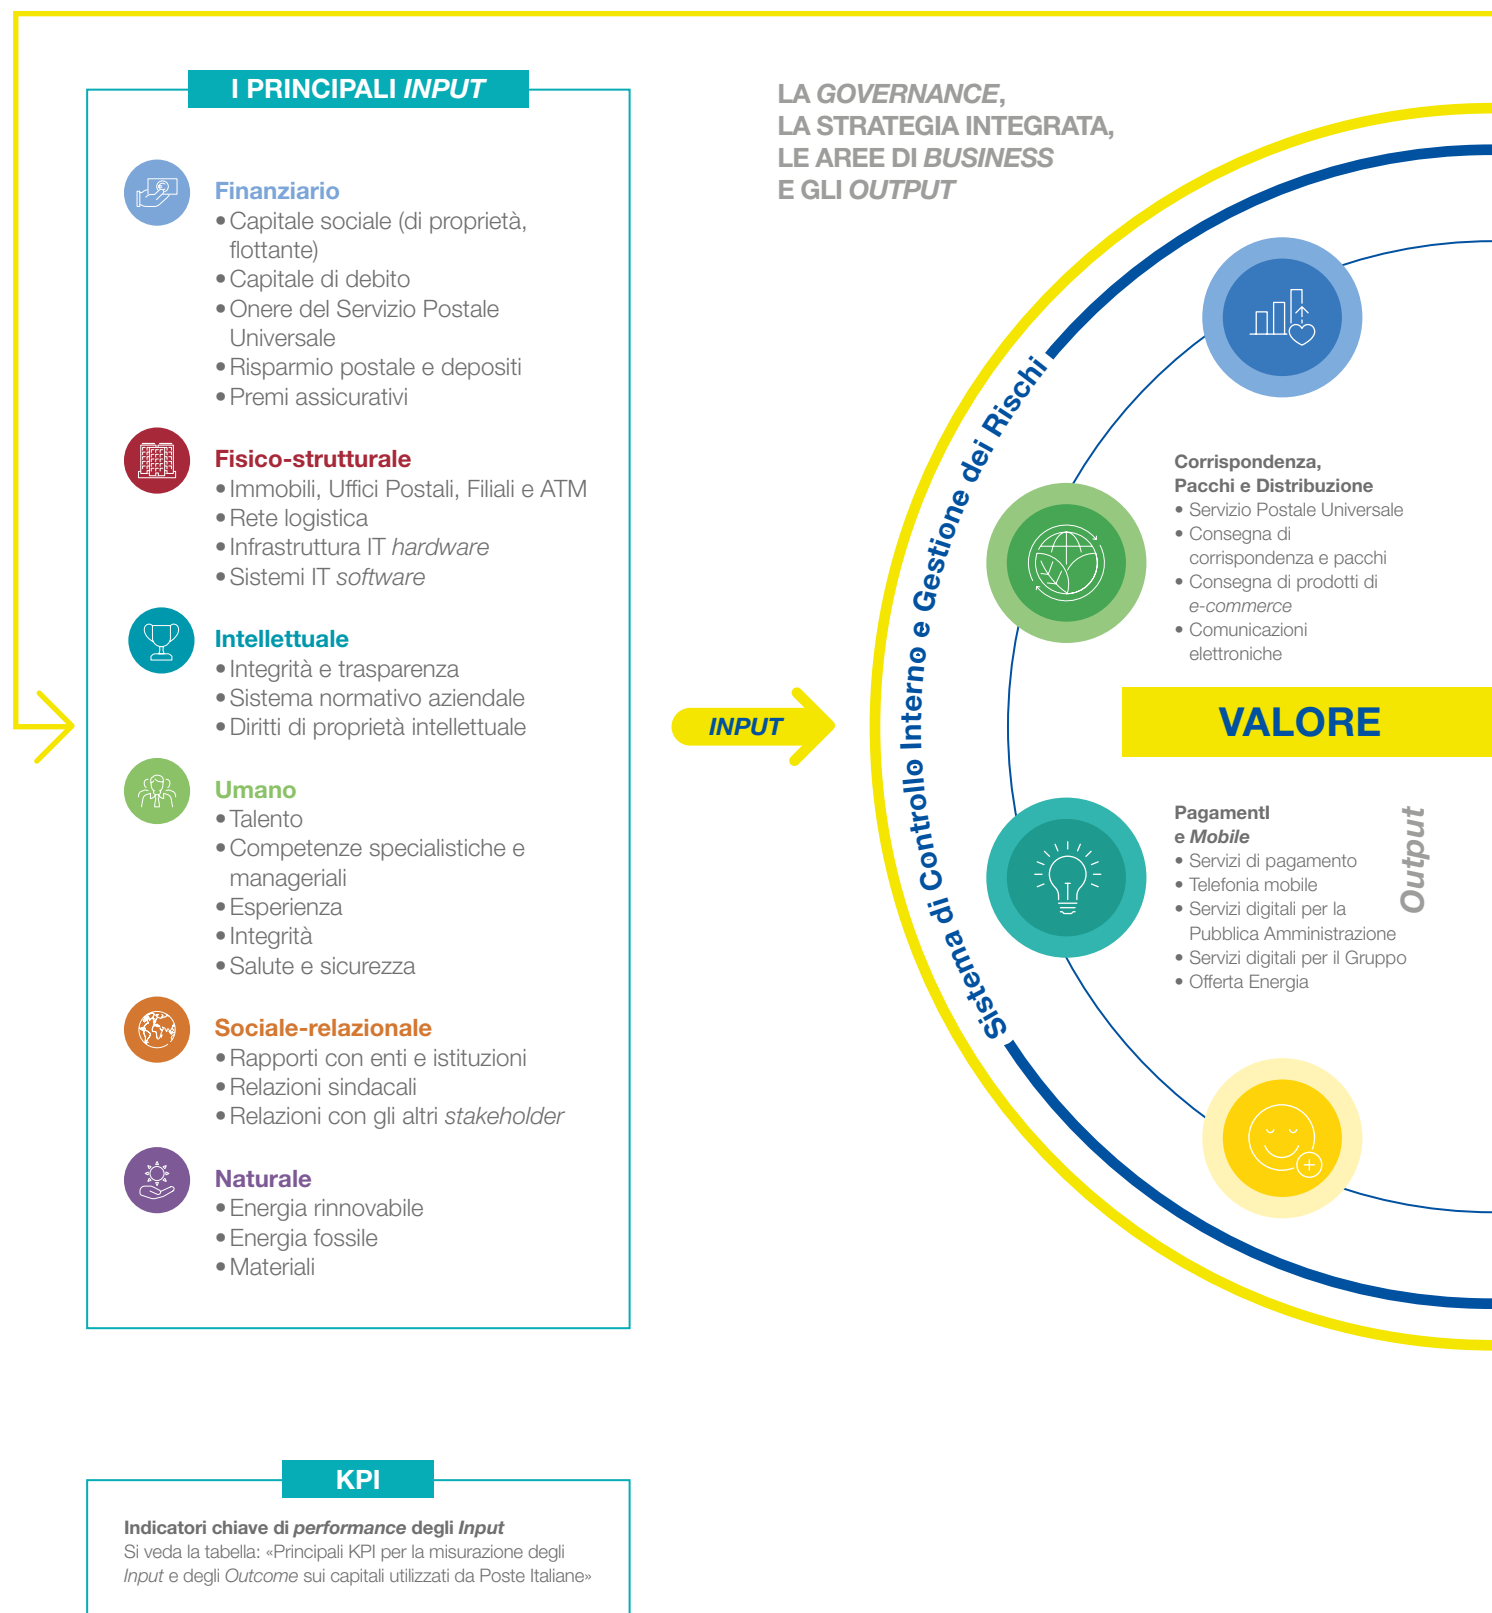 I PRINCIPALI INPUT
Finanziario
• Capitale sociale (di proprietà,
flottante)
• Capitale di debito
• Onere del Servizio Postale
Universale
• Risparmio postale e depositi
• Premi assicurativi
Fisico-strutturale
• Immobili, Uffici Postali, Filiali e ATM
• Rete logistica
• Infrastruttura IT hardware
• Sistemi IT software
Intellettuale
• Integrità e trasparenza
• Sistema normativo aziendale
• Diritti di proprietà intellettuale
Umano
• Talento
• Competenze specialistiche e
manageriali
• Esperienza
• Integrità
• Salute e sicurezza
Sociale-relazionale
• Rapporti con enti e istituzioni
• Relazioni sindacali
• Relazioni con gli altri stakeholder
Naturale
• Energia rinnovabile
• Energia fossile
• Materiali
INPUT
LA GOVERNANCE,
LA STRATEGIA INTEGRATA,
LE AREE DI BUSINESS
E GLI OUTPUT
Sistema di Controllo Interno e Gestione dei Rischi
Corrispondenza,
Pacchi e Distribuzione
• Servizio Postale Universale
• Consegna di
corrispondenza e pacchi
• Consegna di prodotti di
e-commerce
• Comunicazioni
elettroniche
VALORE
PagamentI
e Mobile
• Servizi di pagamento
• Telefonia mobile
• Servizi digitali per la
Pubblica Amministrazione
• Servizi digitali per il Gruppo
• Offerta Energia
Output
KPI
Indicatori chiave di performance degli Input
Si veda la tabella: «Principali KPI per la misurazione degli
Input e degli Outcome sui capitali utilizzati da Poste Italiane»